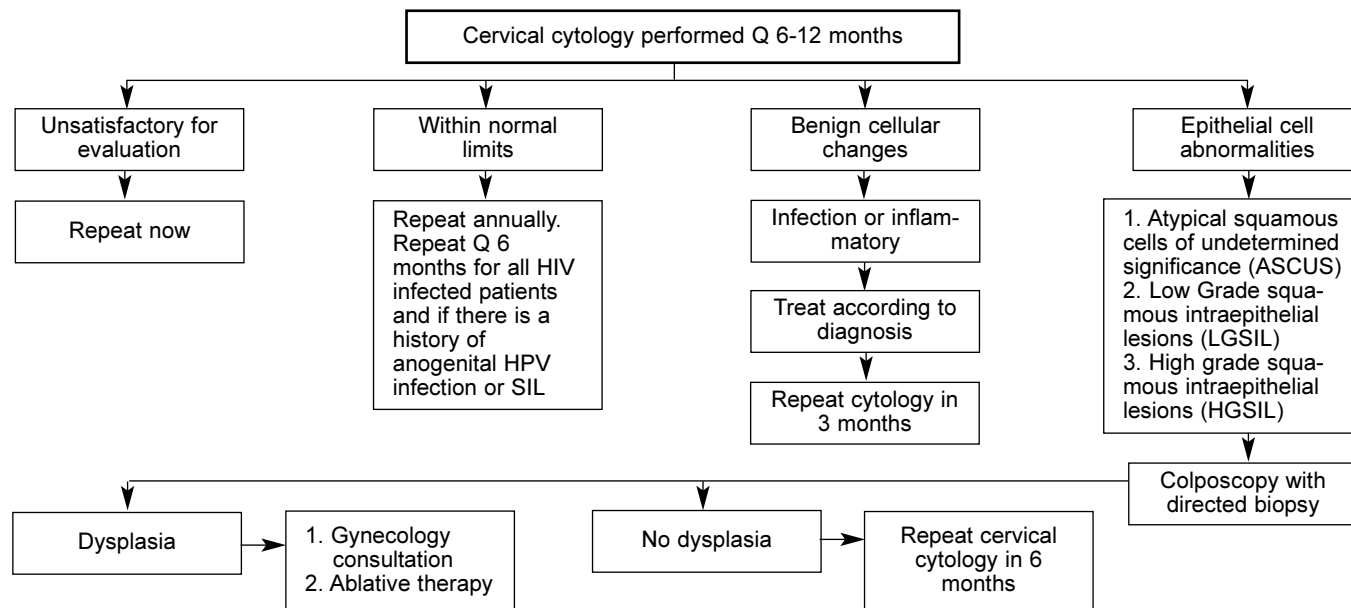 Cervical cytology performed Q 6-12 months
Unsatisfactory for
evaluation
Within normal
limits
Benign cellular
changes
Epithelial cell
abnormalities
Repeat now
Repeat annually.
Repeat Q 6
months for all HIV
infected patients
and if there is a
history of
anogenital HPV
infection or SIL
Infection or inflam-
matory
Treat according to
diagnosis
Repeat cytology in
3 months
1. Atypical squamous
cells of undetermined
significance (ASCUS)
2. Low Grade squa-
mous intraepithelial
lesions (LGSIL)
3. High grade squa-
mous intraepithelial
lesions (HGSIL)
Colposcopy with
directed biopsy
Dysplasia
1. Gynecology
consultation
2. Ablative therapy
No dysplasia
Repeat cervical
cytology in 6
months